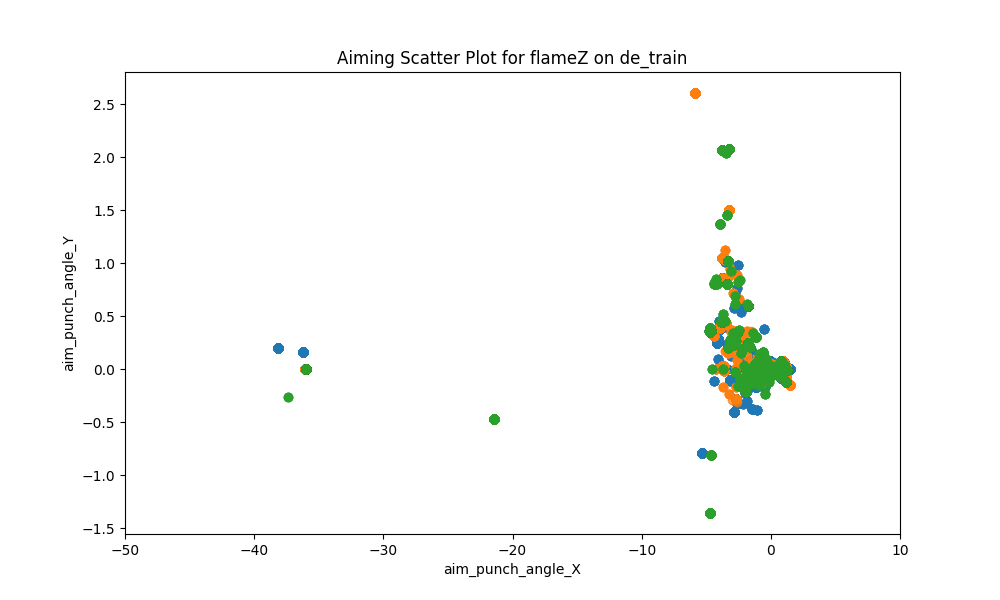 Aiming Scatter Plot for flameZ on de_train
2.5
2.0
1.5
1.0
0.5
0.0
−0.5
−1.0
−1.5
aim_punch_angle_Y
−50 −40 −30 −20 −10 0 10
aim_punch_angle_X